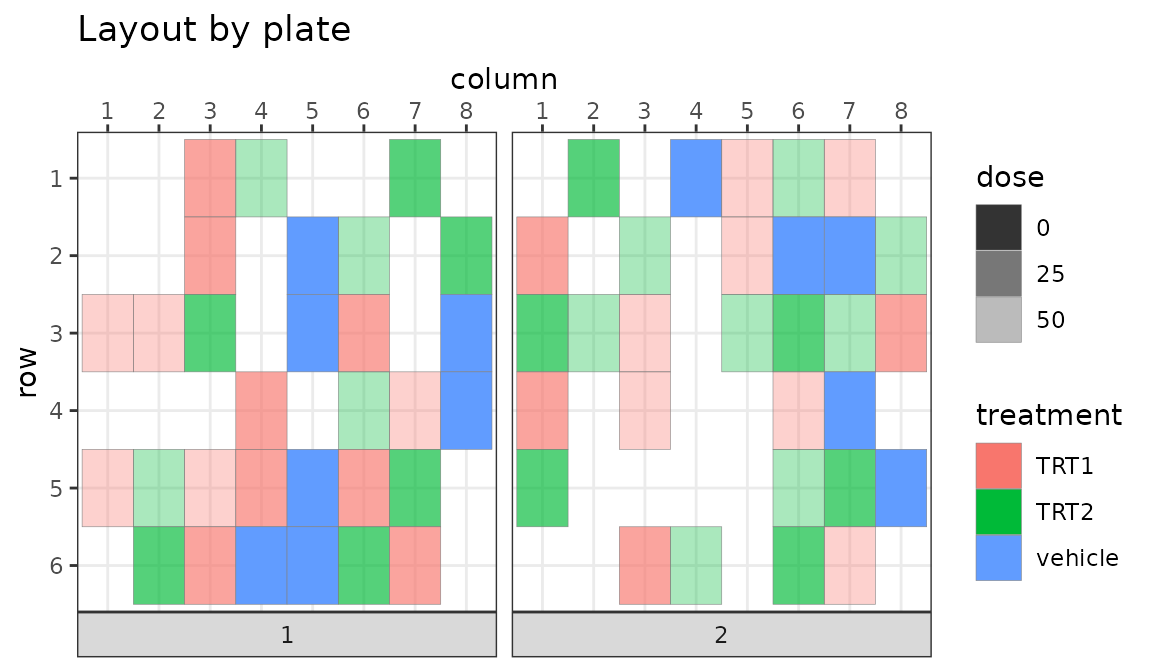 Layout by plate
column
1 2 3 4 5 6 7 8 1 2 3 4 5 6 7 8
row
1
2
3
4
5
6
1 2
dose
0
25
50
treatment
TRT1
TRT2
vehicle